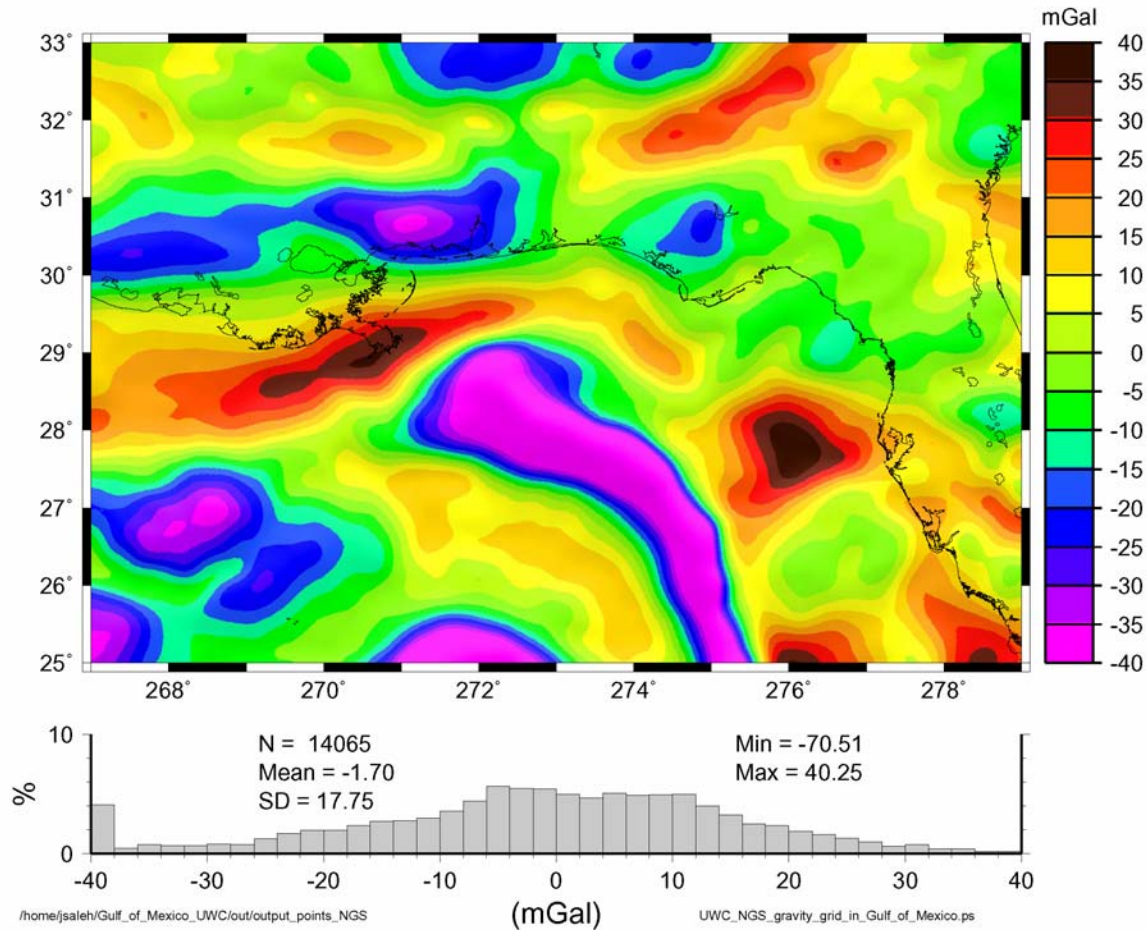 mGal
33°
32°
31°
30°
29°
28°
27°
26°
25°
268° 270° 272° 274° 276° 278°
40
35
30
25
20
15
10
5
0
-5
-10
-15
-20
-25
-30
-35
-40
10
0
%
N = 14065
Mean = -1.70
SD = 17.75
Min = -70.51
Max = 40.25
-40 -30 -20 -10 0 10 20 30 40
(mGal)
/home/jsaleh/Gulf_of_Mexico_UWC/out/output_points_NGS
UWC_NGS_gravity_grid_in_Gulf_of_Mexico.ps